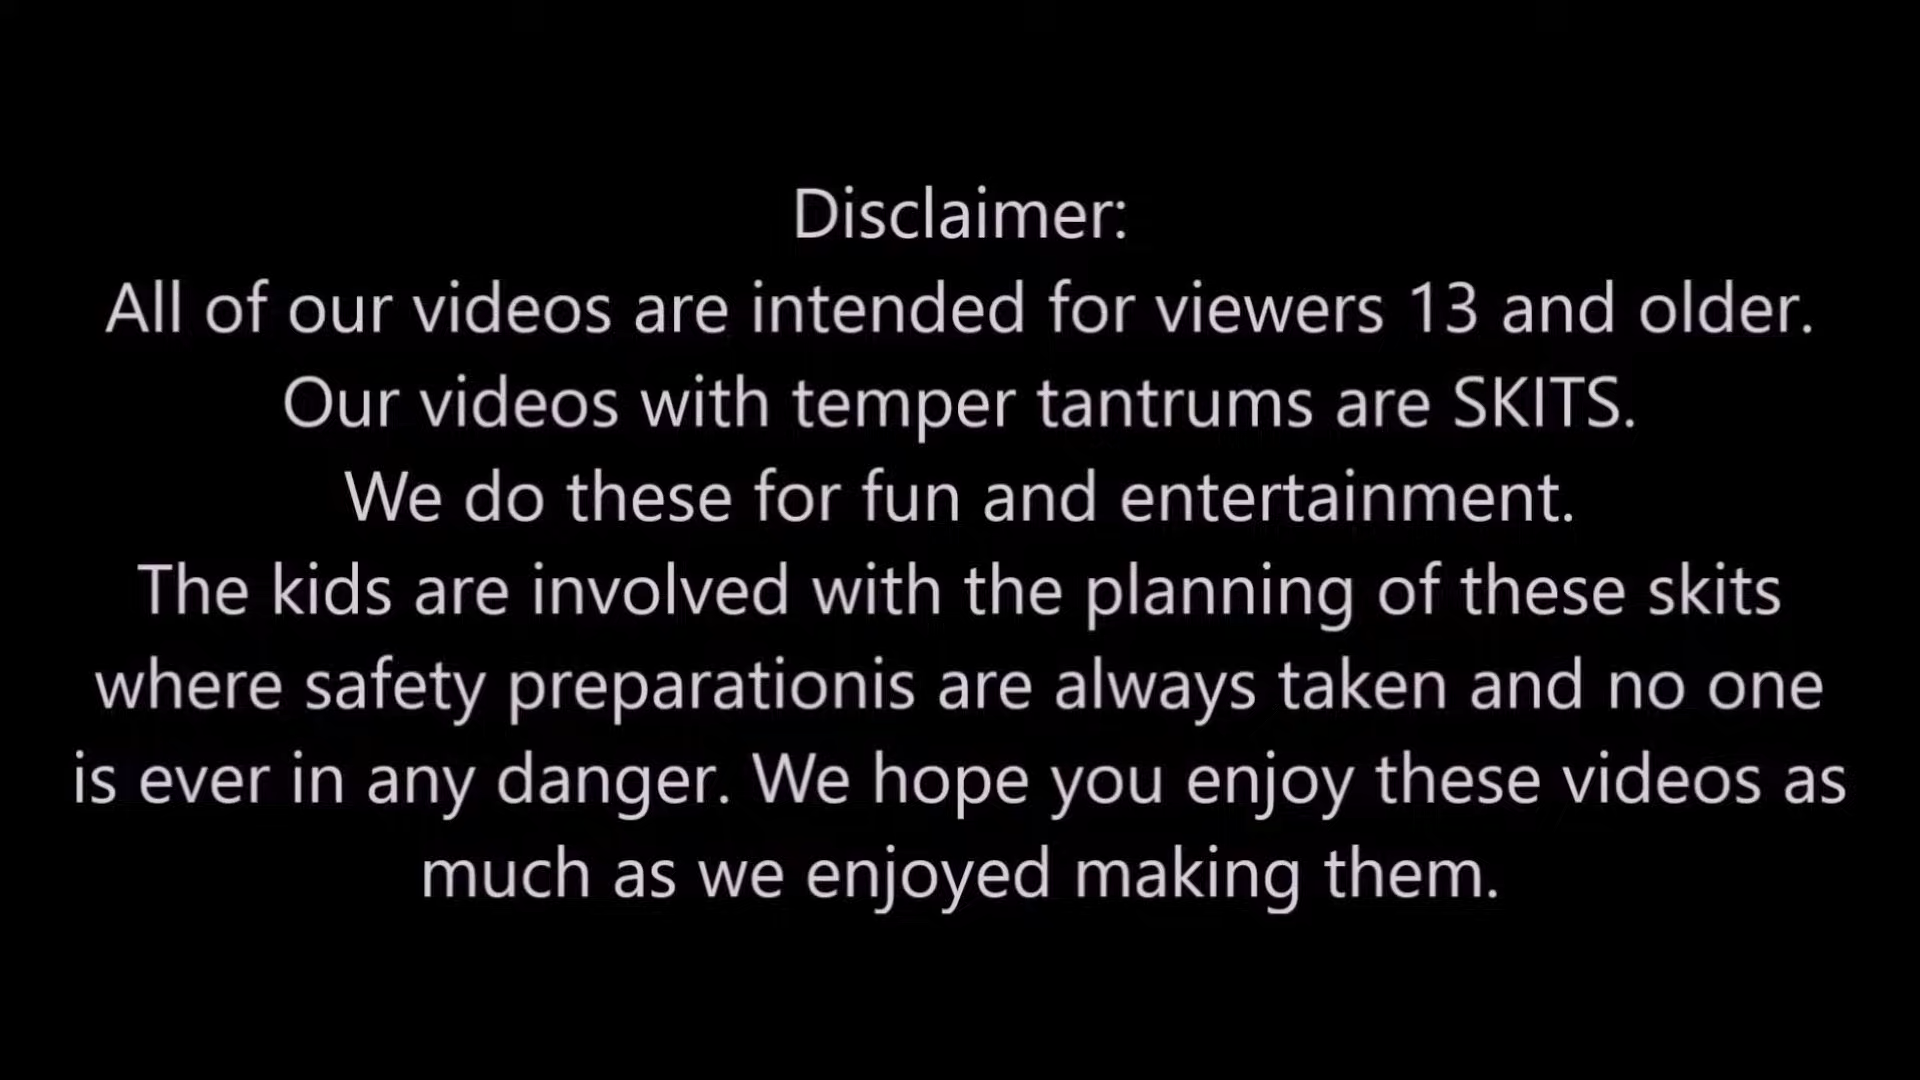 Disclaimer:
All of our videos are intended for viewers 13 and older.
Our videos with temper tantrums are SKITS.
We do these for fun and entertainment.
The kids are involved with the planning of these skits
where safety preparationis are always taken and no one
is ever in any danger. We hope you enjoy these videos as
much as we enjoyed making them.